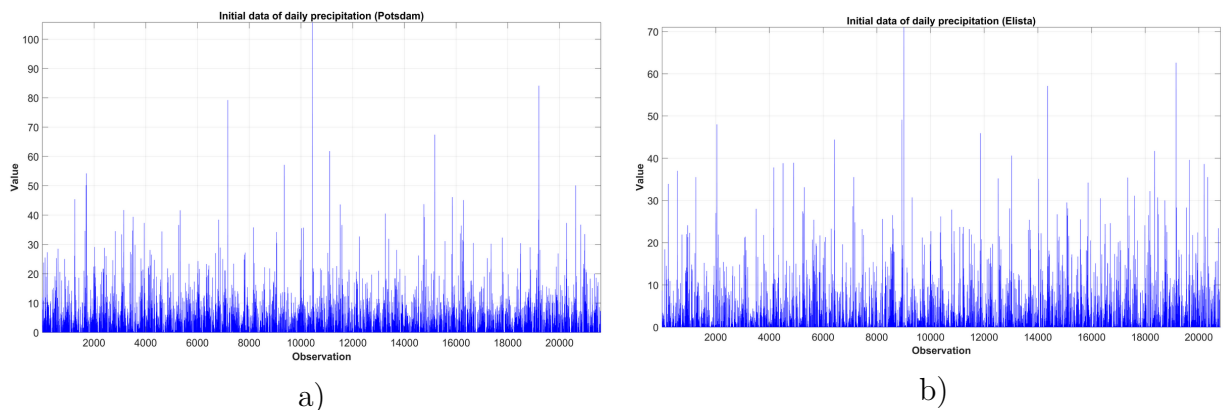 Initial data of daily precipitation (Potsdam)
100
90
80
70
60
50
40
30
20
10
0
Value
2000 4000 6000 8000 10000 12000 14000 16000 18000 20000
Observation
a)
Initial data of daily precipitation (Elista)
70
60
50
40
30
20
10
0
Value
2000 4000 6000 8000 10000 12000 14000 16000 18000 20000
Observation
b)